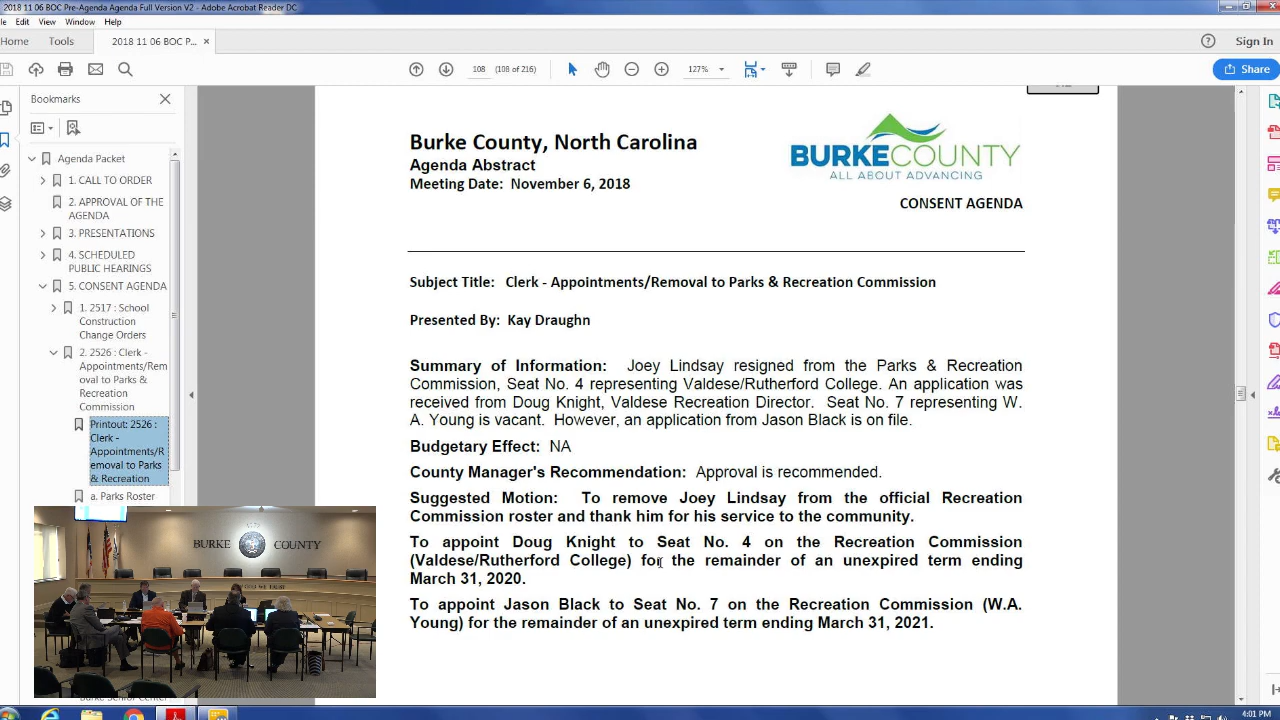 2018 11 06 BOC Pre-Agenda Agenda Full Version V2 - Adobe Acrobat Reader DC
Edit View Window Help
Home Tools 2018 11 06 BOC P... × Sign In
108 (108 of 216) 127% Share
Bookmarks
Agenda Packet
1. CALL TO ORDER
2. APPROVAL OF THE
AGENDA
3. PRESENTATIONS
4. SCHEDULED
PUBLIC HEARINGS
5. CONSENT AGENDA
1. 2517 : School
Construction
Change Orders
2. 2526 : Clerk -
Appointments/Rem
oval to Parks &
Recreation
Commission
Printout: 2526 :
Clerk -
Appointments/R
emoval to Parks
& Recreation
a. Parks Roster
Burke County, North Carolina
Agenda Abstract
Meeting Date: November 6, 2018
BURKECOUNTY
ALL ABOUT ADVANCING
CONSENT AGENDA
Subject Title: Clerk - Appointments/Removal to Parks & Recreation Commission
Presented By: Kay Draughn
Summary of Information: Joey Lindsay resigned from the Parks & Recreation
Commission, Seat No. 4 representing Valdese/Rutherford College. An application was
received from Doug Knight, Valdese Recreation Director. Seat No. 7 representing W.
A. Young is vacant. However, an application from Jason Black is on file.
Budgetary Effect: NA
County Manager's Recommendation: Approval is recommended.
Suggested Motion: To remove Joey Lindsay from the official Recreation
Commission roster and thank him for his service to the community.
To appoint Doug Knight to Seat No. 4 on the Recreation Commission
(Valdese/Rutherford College) for the remainder of an unexpired term ending
March 31, 2020.
To appoint Jason Black to Seat No. 7 on the Recreation Commission (W.A.
Young) for the remainder of an unexpired term ending March 31, 2021.
BURKE COUNTY
4:01 PM